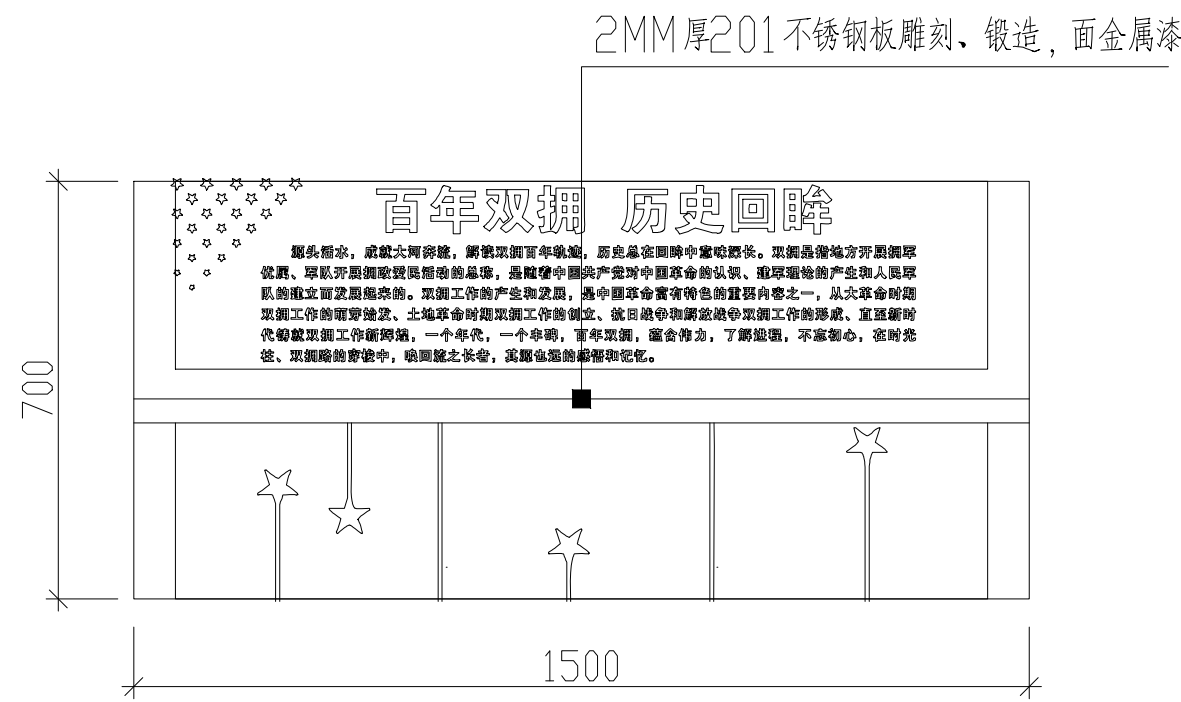 2MM厚201不锈钢板雕刻、锻造,面金属漆
百年双拥 历史回眸
源头活水，成就大河奔流，解读双拥百年轨迹，历史总在回眸中意味深长。双拥是指地方开展拥军
优属、军队开展拥政爱民活动的总称，是随着中国共产党对中国革命的认识、建军理论的产生和人民军
队的建立而发展起来的。双拥工作的产生和发展，是中国革命富有特色的重要内容之一，从大革命时期
双拥工作的萌芽始发、土地革命时期双拥工作的创立、抗日战争和解放战争双拥工作的形成、直至新时
代铸就双拥工作新辉煌，一个年代，一个丰碑，百年双拥，蕴含伟力，了解进程，不忘初心，在时光
柱、双拥路的穿梭中，唤回流之长者，其源也远的感悟和记忆。
700
1500